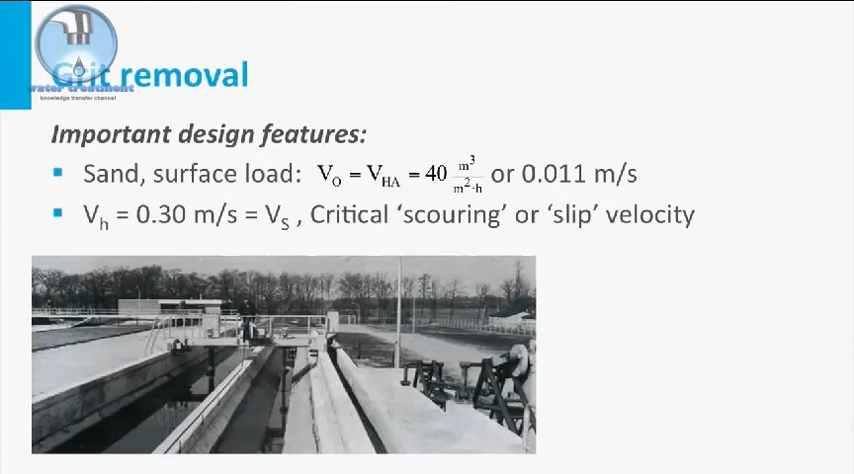 Grit removal
water treatment
knowledge transfer channel
Important design features:
Sand, surface load: V_O = V_HA = 40 m³/m²·h or 0.011 m/s
V_h = 0.30 m/s = V_S , Critical ‘scouring’ or ‘slip’ velocity